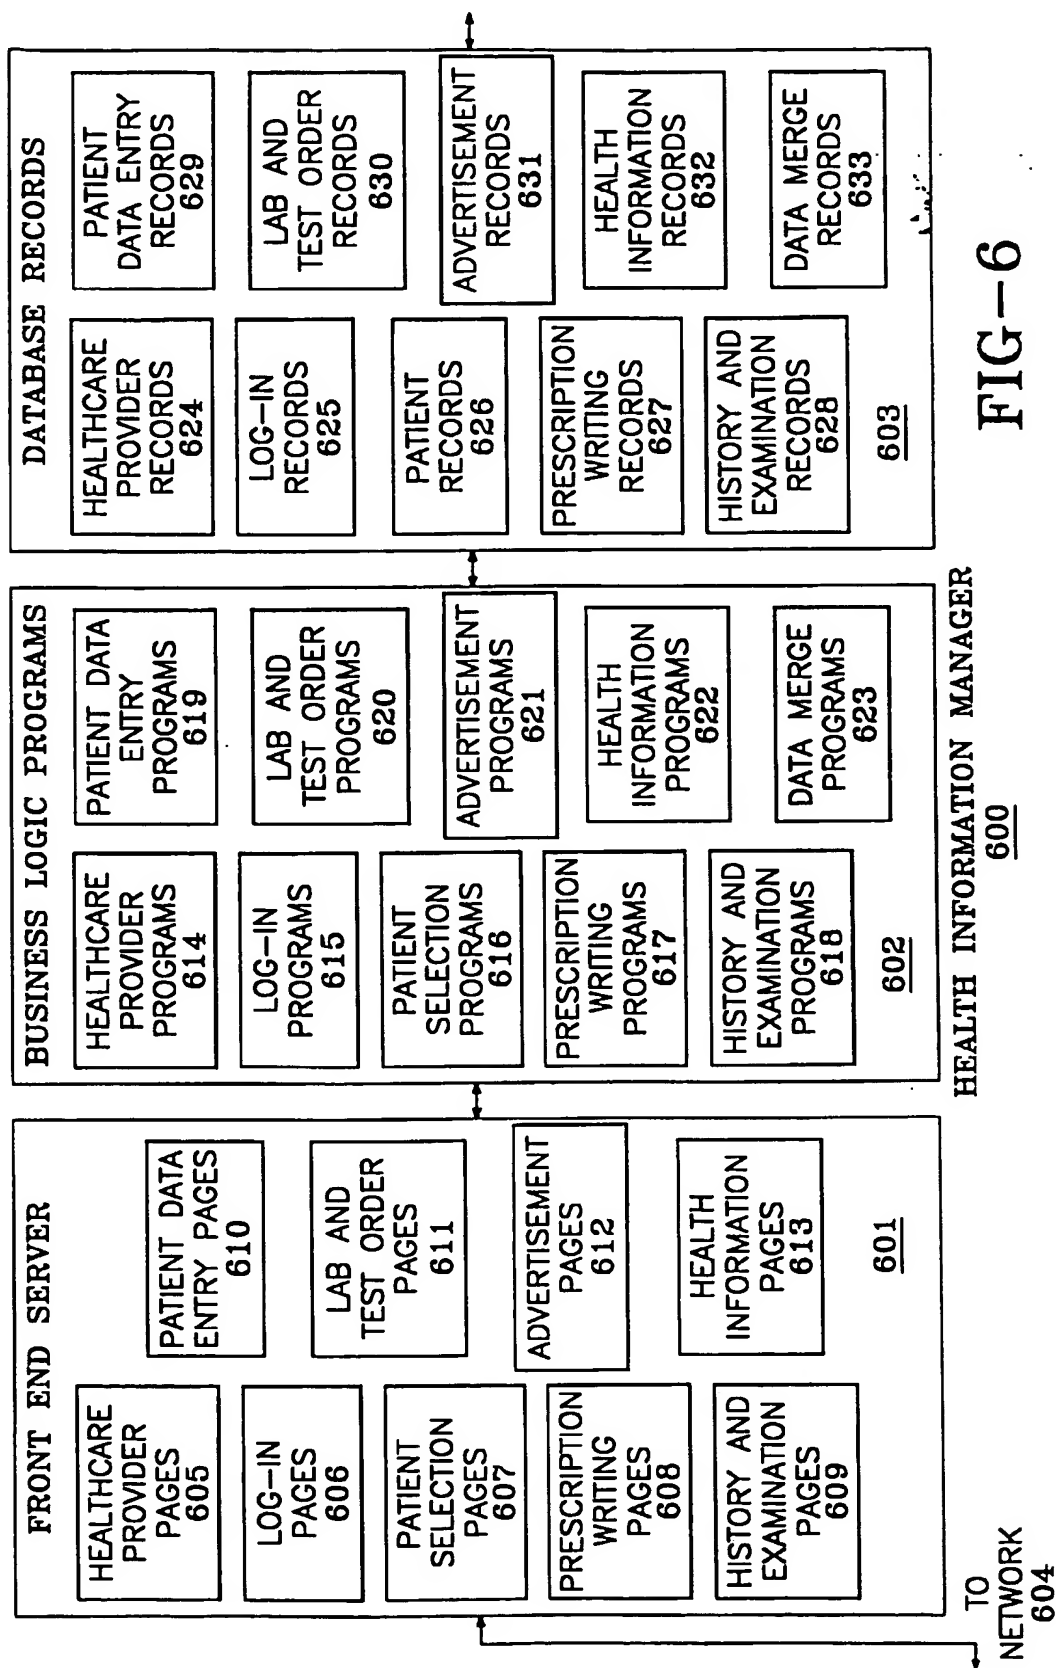 FRONT END SERVER
HEALTHCARE
PROVIDER
PAGES
605
LOG-IN
PAGES
606
PATIENT
SELECTION
PAGES
607
PRESCRIPTION
WRITING
PAGES
608
HISTORY AND
EXAMINATION
PAGES
609
PATIENT DATA
ENTRY PAGES
610
LAB AND
TEST ORDER
PAGES
611
ADVERTISEMENT
PAGES
612
HEALTH
INFORMATION
PAGES
613
601
TO
NETWORK
604
BUSINESS LOGIC PROGRAMS
HEALTHCARE
PROVIDER
PROGRAMS
614
LOG-IN
PROGRAMS
615
PATIENT
SELECTION
PROGRAMS
616
PRESCRIPTION
WRITING
PROGRAMS
617
HISTORY AND
EXAMINATION
PROGRAMS
618
602
PATIENT DATA
ENTRY
PROGRAMS
619
LAB AND
TEST ORDER
PROGRAMS
620
ADVERTISEMENT
PROGRAMS
621
HEALTH
INFORMATION
PROGRAMS
622
DATA MERGE
PROGRAMS
623
HEALTH INFORMATION MANAGER
600
DATABASE RECORDS
HEALTHCARE
PROVIDER
RECORDS
624
LOG-IN
RECORDS
625
PATIENT
RECORDS
626
PRESCRIPTION
WRITING
RECORDS
627
HISTORY AND
EXAMINATION
RECORDS
628
603
PATIENT
DATA ENTRY
RECORDS
629
LAB AND
TEST ORDER
RECORDS
630
ADVERTISEMENT
RECORDS
631
HEALTH
INFORMATION
RECORDS
632
DATA MERGE
RECORDS
633
FIG-6